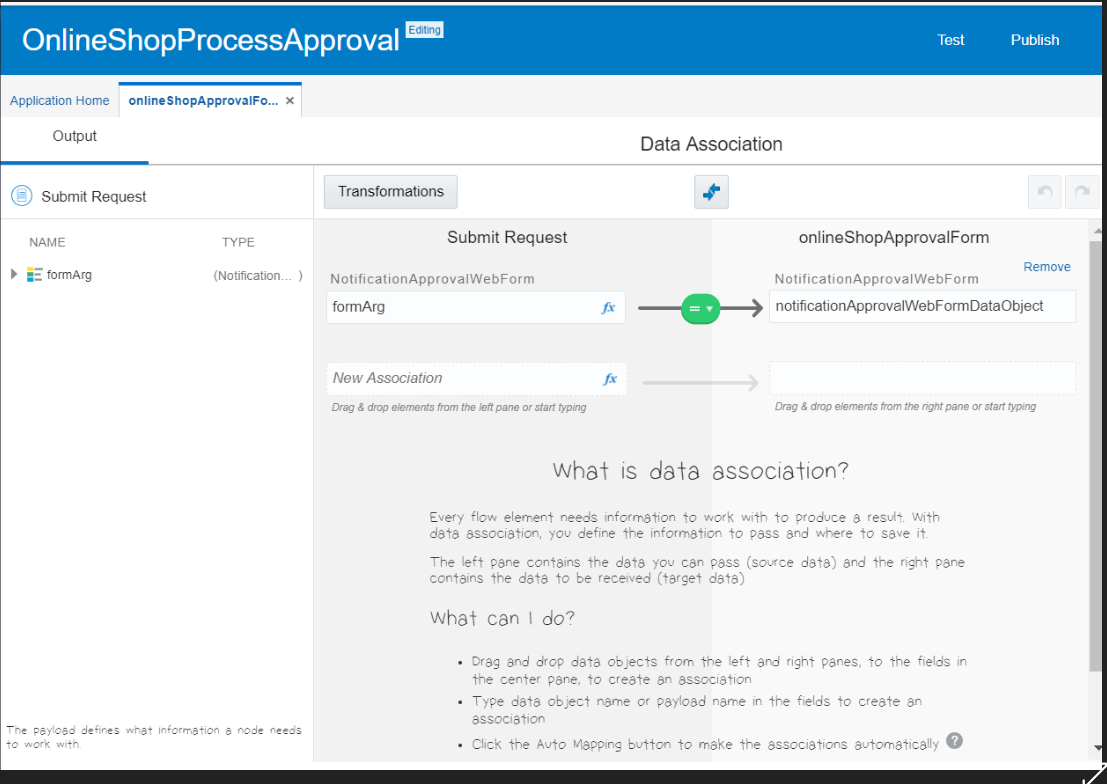 OnlineShopProcessApproval Editing
Test Publish
Application Home onlineShopApprovalFo... ×
Output
Data Association
Submit Request
Transformations
NAME TYPE
formArg (Notification... )
Submit Request onlineShopApprovalForm
Remove
NotificationApprovalWebForm NotificationApprovalWebForm
formArg fx = notificationApprovalWebFormDataObject
New Association fx
Drag & drop elements from the left pane or start typing Drag & drop elements from the right pane or start typing
What is data association?
Every flow element needs information to work with to produce a result. With
data association, you define the information to pass and where to save it.
The left pane contains the data you can pass (source data) and the right pane
contains the data to be received (target data)
What can I do?
• Drag and drop data objects from the left and right panes, to the fields in
the center pane, to create an association
• Type data object name or payload name in the fields to create an
association
• Click the Auto Mapping button to make the associations automatically ?
The payload defines what information a node needs
to work with.